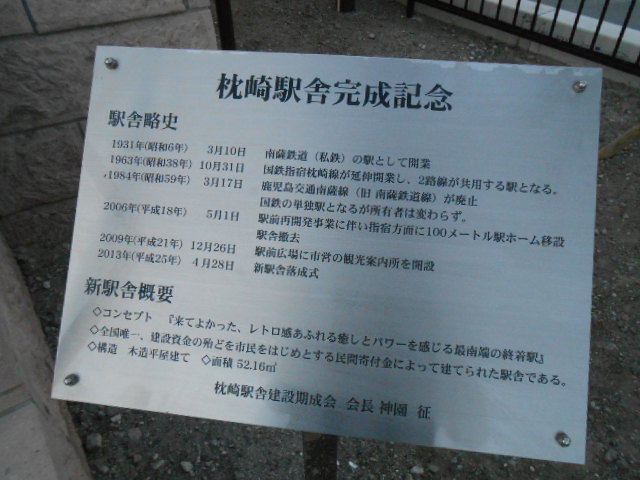 枕崎駅舎完成記念
駅舎略史
1931年(昭和6年) 3月10日 南薩鉄道（私鉄）の駅として開業
1963年(昭和38年) 10月31日 国鉄指宿枕崎線が延伸開業し、2路線が共用する駅となる。
1984年(昭和59年) 3月17日 鹿児島交通南薩線（旧 南薩鉄道線）が廃止
国鉄の単独駅となるが所有者は変わらず。
2006年(平成18年) 5月1日 駅前再開発事業に伴い指宿方面に100メートル駅ホーム移設
駅舎撤去
2009年(平成21年) 12月26日 駅前広場に市営の観光案内所を開設
2013年(平成25年) 4月28日 新駅舎落成式
新駅舎概要
◇コンセプト 『来てよかった、レトロ感あふれる癒しとパワーを感じる最南端の終着駅』
◇全国唯一、建設資金の殆どを市民をはじめとする民間寄付金によって建てられた駅舎である。
◇構造 木造平屋建て ◇面積 52.16㎡
枕崎駅舎建設期成会 会長 神園 征